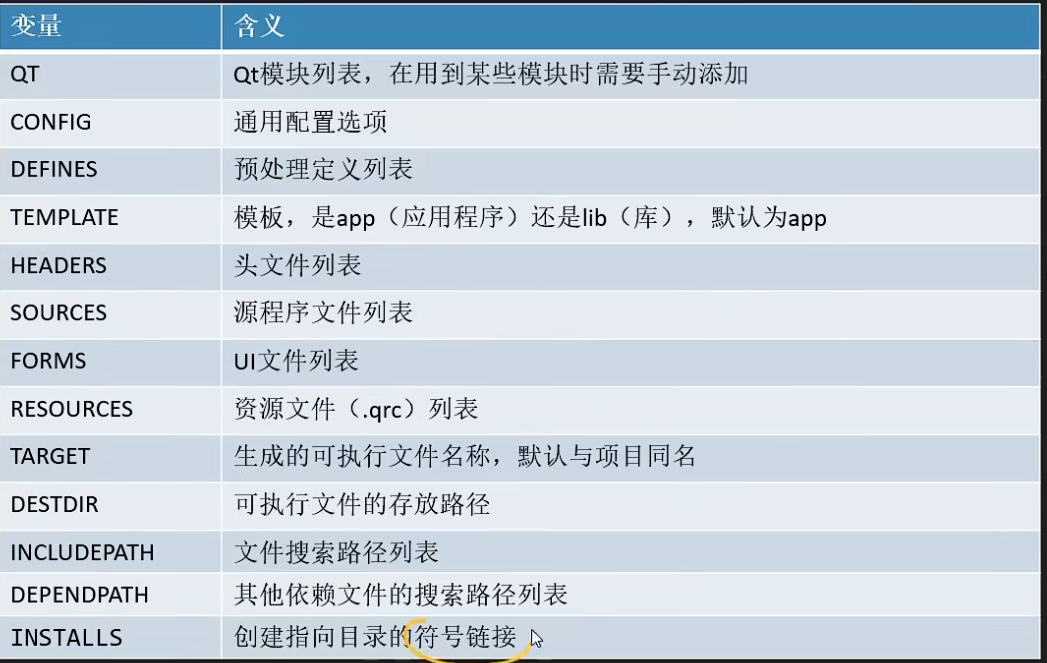 变量 含义
QT Qt模块列表，在用到某些模块时需要手动添加
CONFIG 通用配置选项
DEFINES 预处理定义列表
TEMPLATE 模板，是app（应用程序）还是lib（库），默认为app
HEADERS 头文件列表
SOURCES 源程序文件列表
FORMS UI文件列表
RESOURCES 资源文件（.qrc）列表
TARGET 生成的可执行文件名称，默认与项目同名
DESTDIR 可执行文件的存放路径
INCLUDEPATH 文件搜索路径列表
DEPENDPATH 其他依赖文件的搜索路径列表
INSTALLS 创建指向目录的符号链接